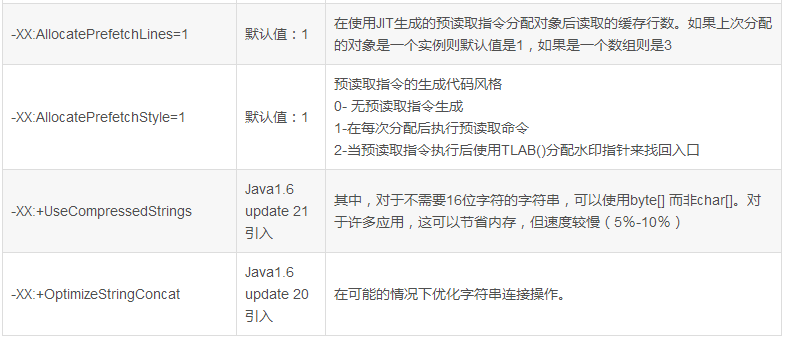 -XX:AllocatePrefetchLines=1
默认值：1
在使用JIT生成的预读取指令分配对象后读取的缓存行数。如果上次分配
的对象是一个实例则默认值是1，如果是一个数组则是3
-XX:AllocatePrefetchStyle=1
默认值：1
预读取指令的生成代码风格
0- 无预读取指令生成
1-在每次分配后执行预读取命令
2-当预读取指令执行后使用TLAB()分配水印指针来找回入口
-XX:+UseCompressedStrings
Java1.6
update 21
引入
其中，对于不需要16位字符的字符串，可以使用byte[] 而非char[]。对
于许多应用，这可以节省内存，但速度较慢（5%-10%）
-XX:+OptimizeStringConcat
Java1.6
update 20
引入
在可能的情况下优化字符串连接操作。